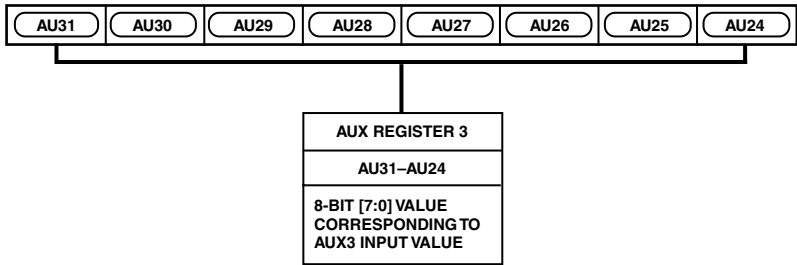 AU31 AU30 AU29 AU28 AU27 AU26 AU25 AU24
AUX REGISTER 3
AU31–AU24
8-BIT [7:0] VALUE
CORRESPONDING TO
AUX3 INPUT VALUE